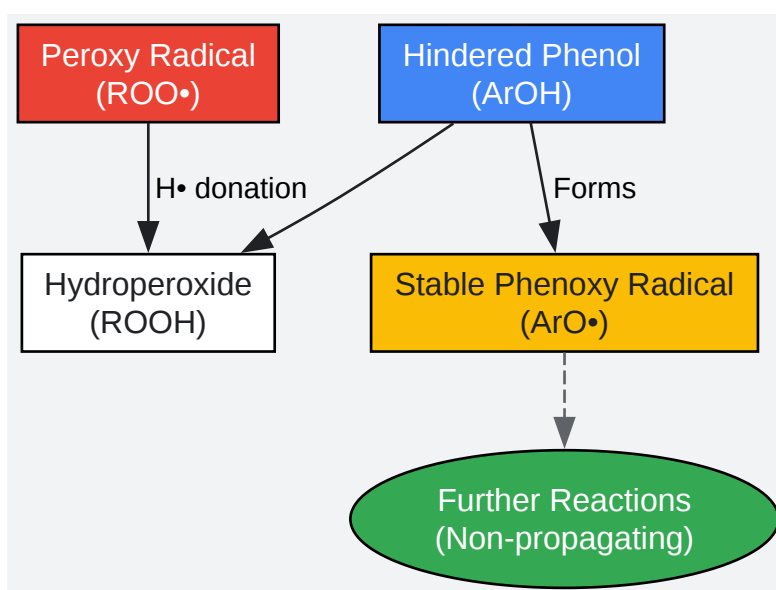 Peroxy Radical
(ROO•)
Hindered Phenol
(ArOH)
H• donation
Forms
Hydroperoxide
(ROOH)
Stable Phenoxy Radical
(ArO•)
Further Reactions
(Non-propagating)